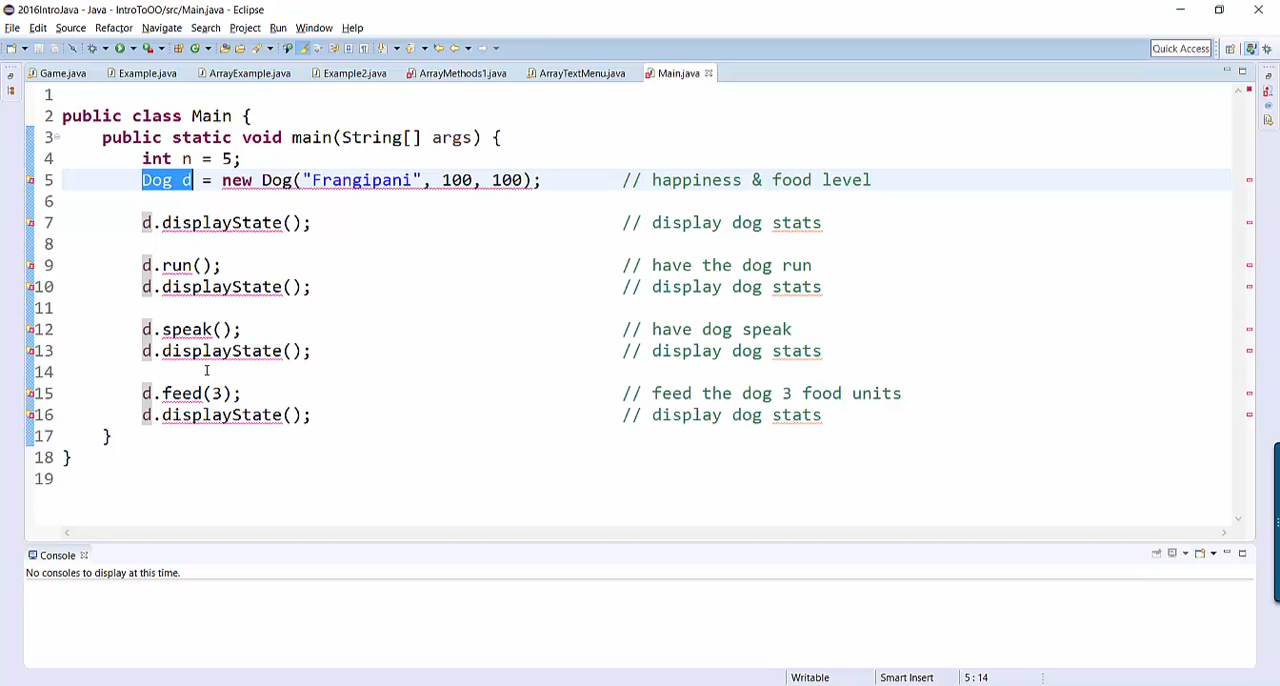 2016IntroJava - Java - IntroToOO/src/Main.java - Eclipse
File Edit Source Refactor Navigate Search Project Run Window Help
Quick Access
Game.java Example.java ArrayExample.java Example2.java ArrayMethods1.java ArrayTextMenu.java Main.java
1
2 public class Main {
3 public static void main(String[] args) {
4 int n = 5;
5 Dog d = new Dog("Frangipani", 100, 100); // happiness & food level
6
7 d.displayState(); // display dog stats
8
9 d.run(); // have the dog run
10 d.displayState(); // display dog stats
11
12 d.speak(); // have dog speak
13 d.displayState(); // display dog stats
14
15 d.feed(3); // feed the dog 3 food units
16 d.displayState(); // display dog stats
17 }
18 }
19
Console
No consoles to display at this time.
Writable Smart Insert 5 : 14